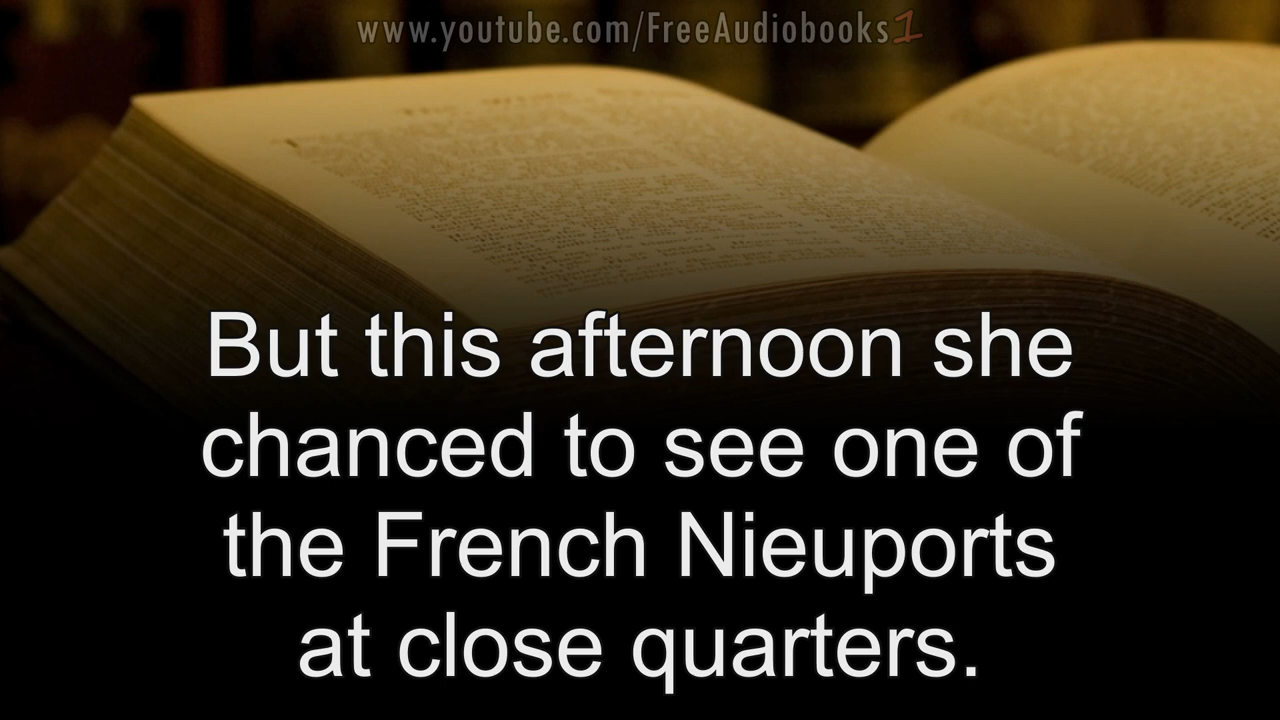 www.youtube.com/FreeAudiobooks1
But this afternoon she
chanced to see one of
the French Nieuports
at close quarters.